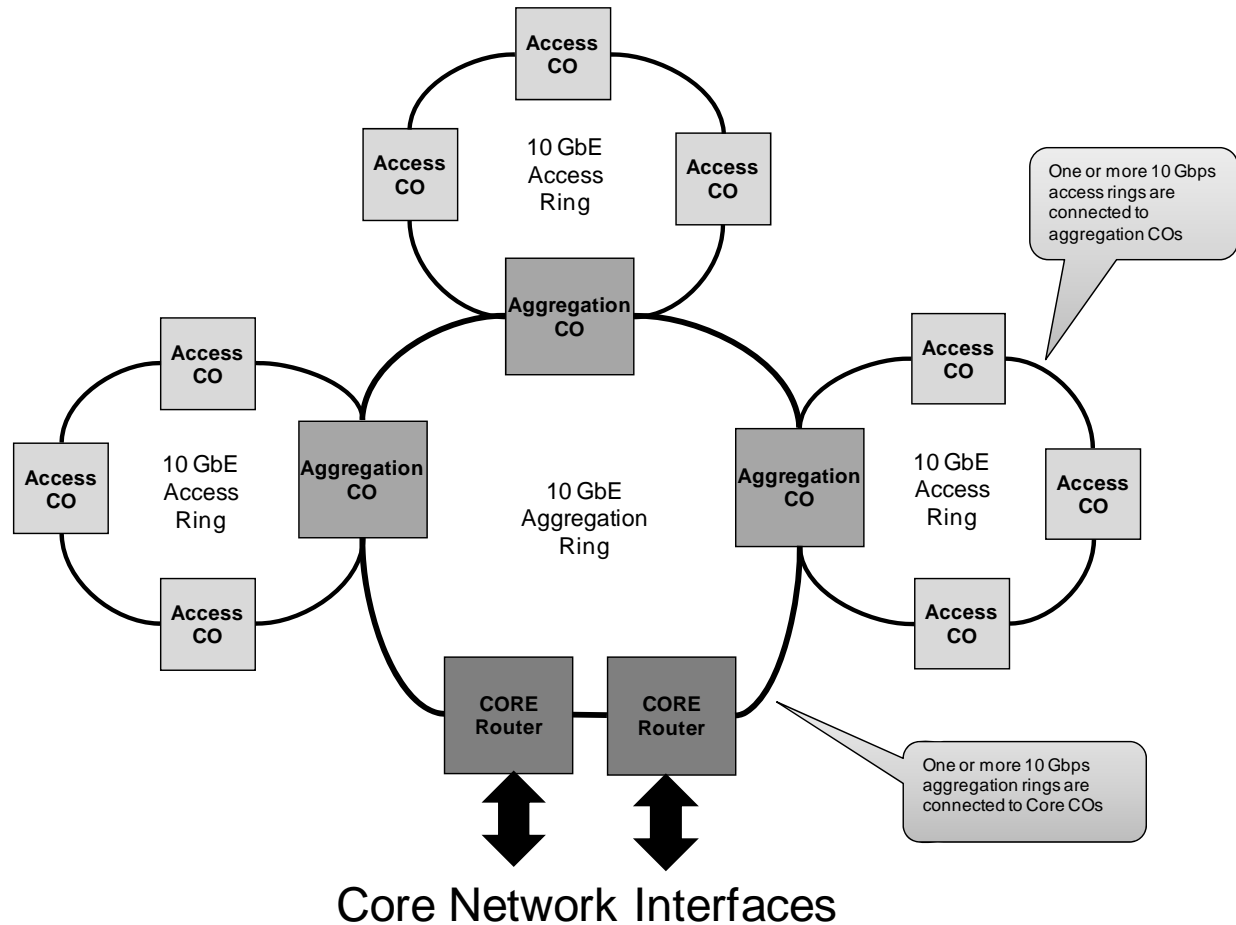 Access
CO
Access
CO
10 GbE
Access
Ring
Access
CO
One or more 10 Gbps
access rings are
connected to
aggregation COs
Aggregation
CO
Access
CO
Access
CO
Access
CO
10 GbE
Access
Ring
Aggregation
CO
10 GbE
Aggregation
Ring
Aggregation
CO
10 GbE
Access
Ring
Access
CO
Access
CO
Access
CO
CORE
Router
CORE
Router
One or more 10 Gbps
aggregation rings are
connected to Core COs
Core Network Interfaces